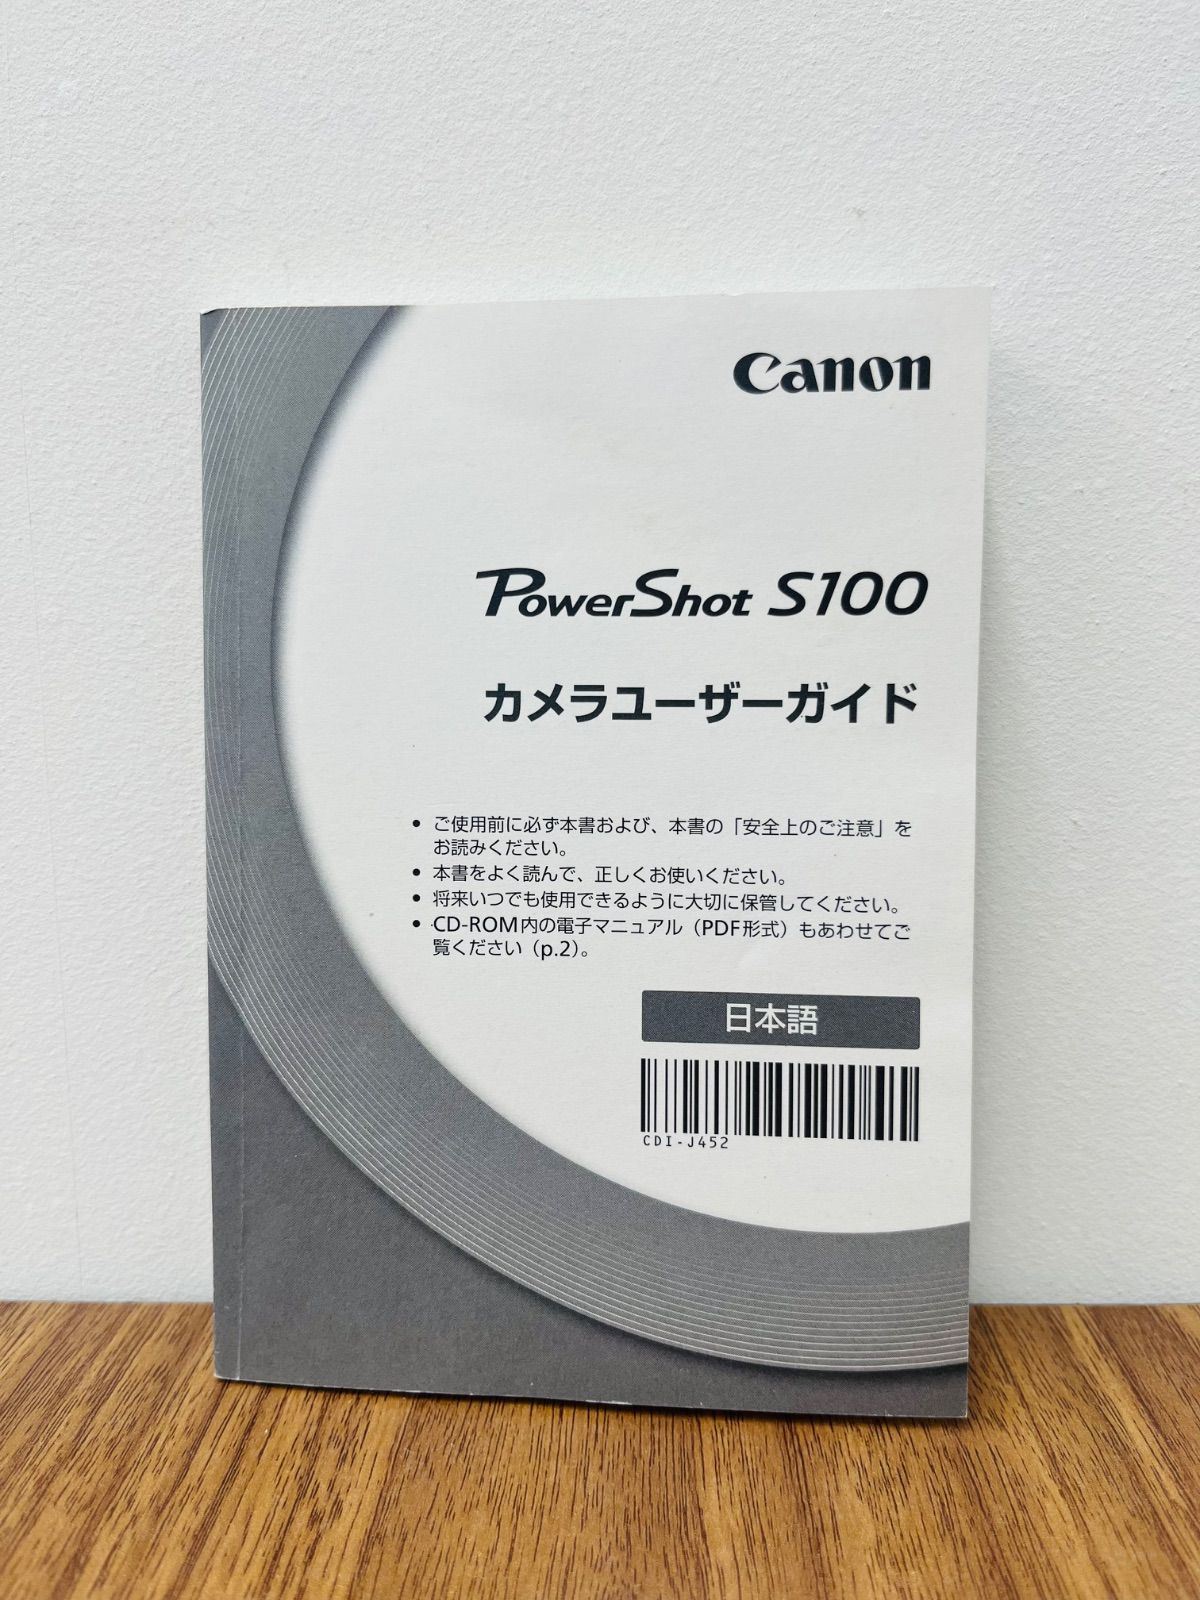 Canon
PowerShot S100
カメラユーザーガイド
• ご使用前に必ず本書および、本書の「安全上のご注意」を
お読みください。
• 本書をよく読んで、正しくお使いください。
• 将来いつでも使用できるように大切に保管してください。
• CD-ROM内の電子マニュアル（PDF形式）もあわせてご
覧ください（p.2）。
日本語
CDI-J452